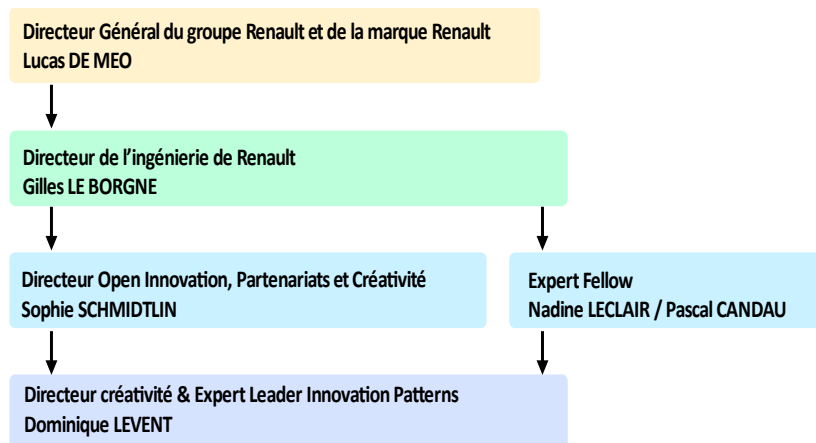 Directeur Général du groupe Renault et de la marque Renault
Lucas DE MEO
Directeur de l’ingénierie de Renault
Gilles LE BORGNE
Directeur Open Innovation, Partenariats et Créativité
Sophie SCHMIDTLIN
Expert Fellow
Nadine LECLAIR / Pascal CANDAU
Directeur créativité & Expert Leader Innovation Patterns
Dominique LEVENT